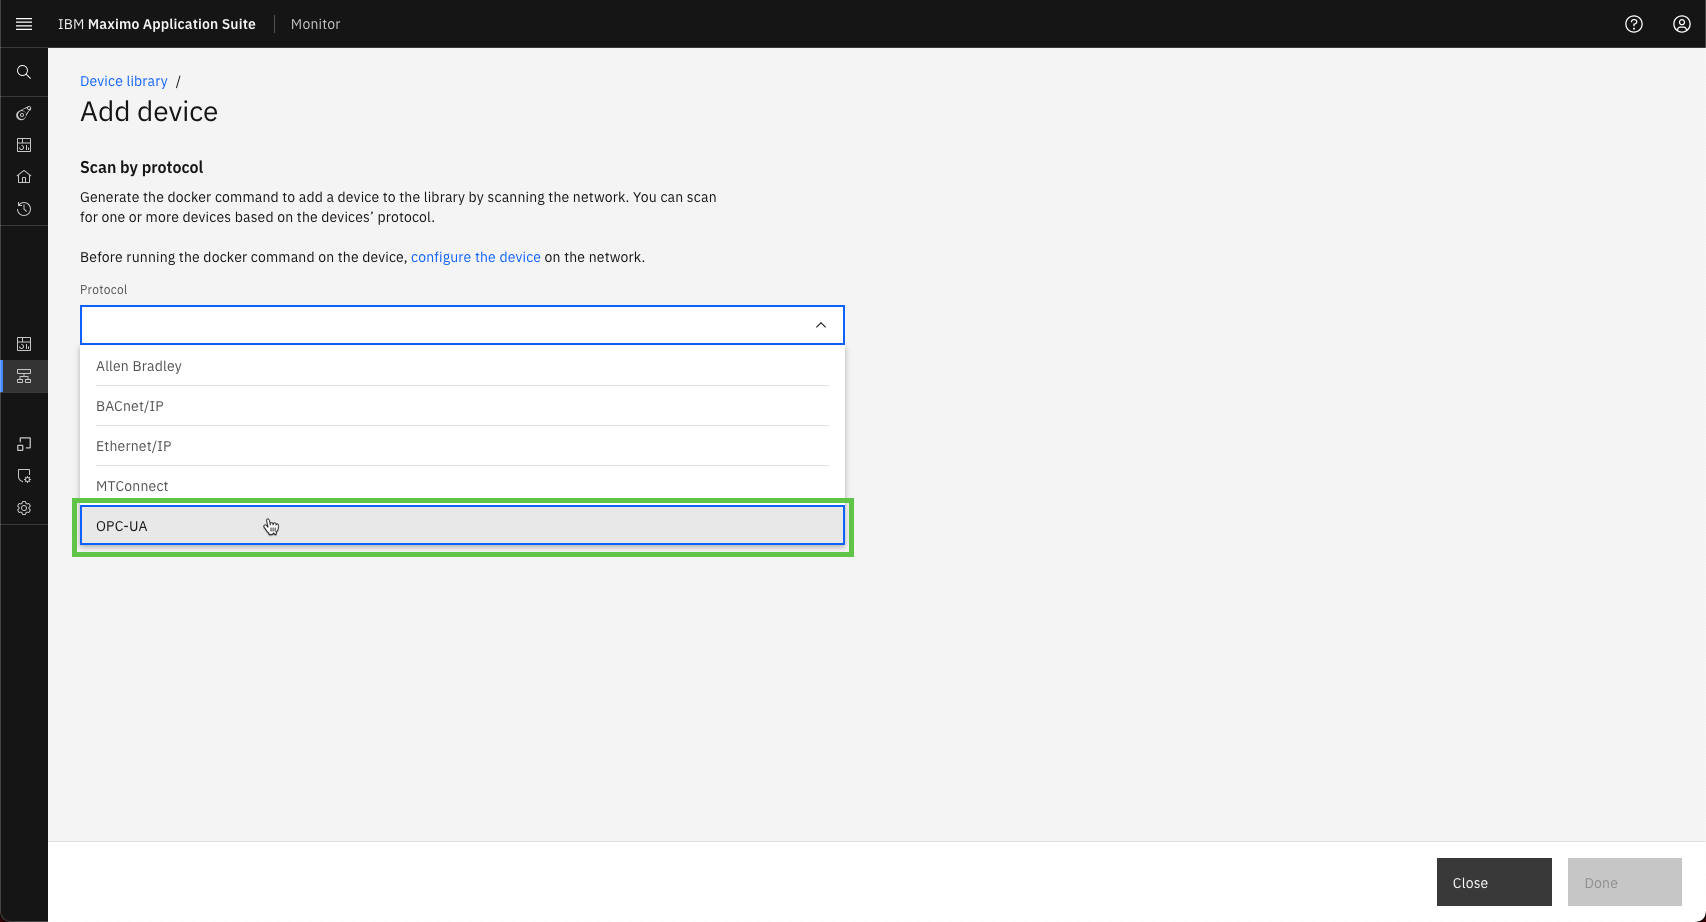 IBM Maximo Application Suite
Monitor
Device library /
Add device
Scan by protocol
Generate the docker command to add a device to the library by scanning the network. You can scan
for one or more devices based on the devices’ protocol.
Before running the docker command on the device, configure the device on the network.
Protocol
Allen Bradley
BACnet/IP
Ethernet/IP
MTConnect
OPC-UA
Close
Done